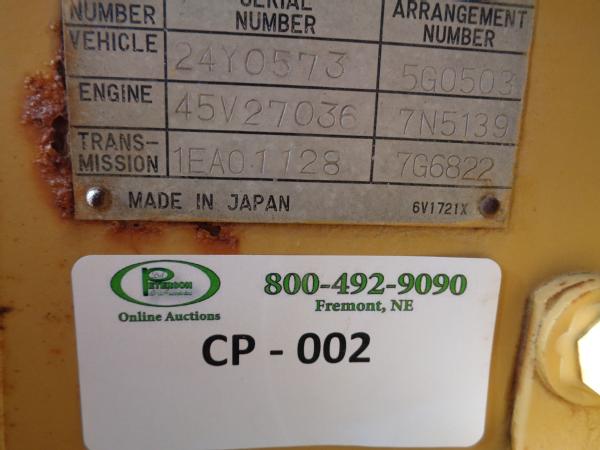 NUMBER SERIAL NUMBER ARRANGEMENT NUMBER
VEHICLE 24Y0573 5G0503
ENGINE 45V27036 7N5139
TRANS-
MISSION 1EA01128 7G6822
MADE IN JAPAN 6V1721X
PETERSON
Online Auctions
800-492-9090
Fremont, NE
CP - 002